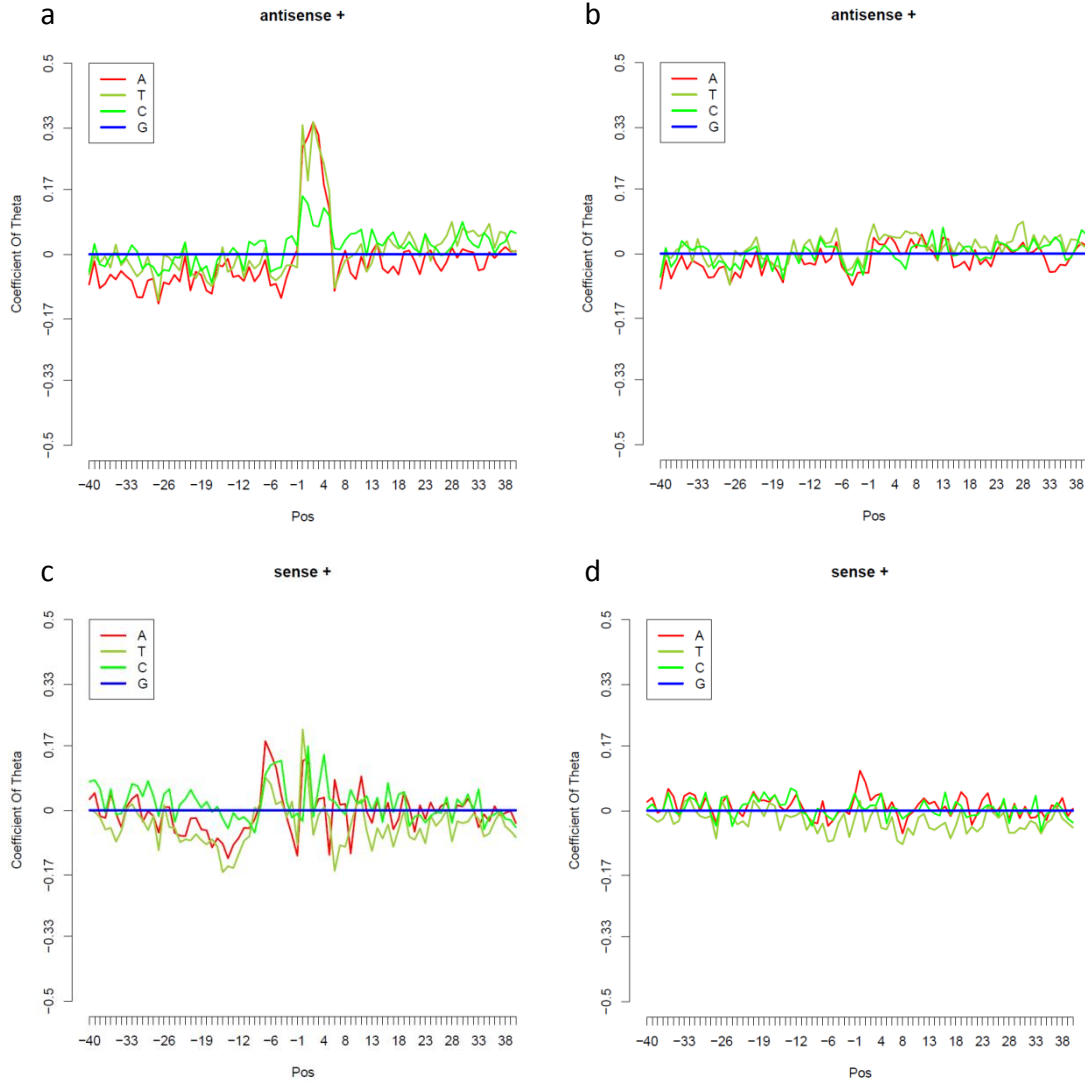 a
antisense +
0.5
0.33
0.17
0
−0.17
−0.33
−0.5
Coefficient Of Theta
A
T
C
G
−40 −33 −26 −19 −12 −6 −1 4 8 13 18 23 28 33 38
Pos
b
antisense +
0.5
0.33
0.17
0
−0.17
−0.33
−0.5
Coefficient Of Theta
A
T
C
G
−40 −33 −26 −19 −12 −6 −1 4 8 13 18 23 28 33 38
Pos
c
sense +
0.5
0.33
0.17
0
−0.17
−0.33
−0.5
Coefficient Of Theta
A
T
C
G
−40 −33 −26 −19 −12 −6 −1 4 8 13 18 23 28 33 38
Pos
d
sense +
0.5
0.33
0.17
0
−0.17
−0.33
−0.5
Coefficient Of Theta
A
T
C
G
−40 −33 −26 −19 −12 −6 −1 4 8 13 18 23 28 33 38
Pos